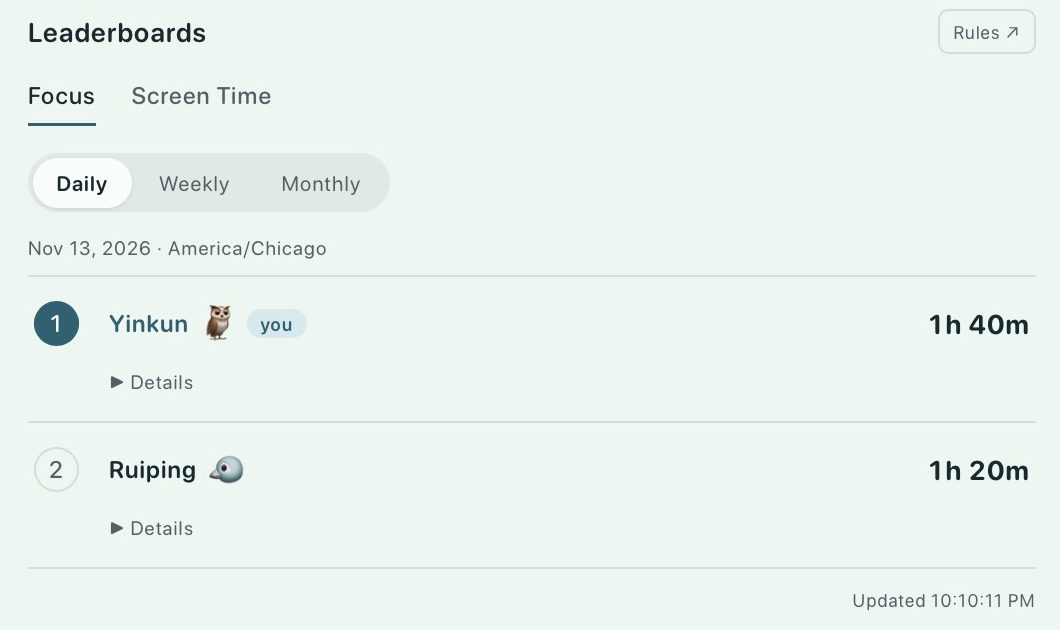 Leaderboards
Rules ↗
Focus Screen Time
Daily Weekly Monthly
Nov 13, 2026 · America/Chicago
1 Yinkun 🦉 you 1h 40m
▶ Details
2 Ruiping 🐦 1h 20m
▶ Details
Updated 10:10:11 PM